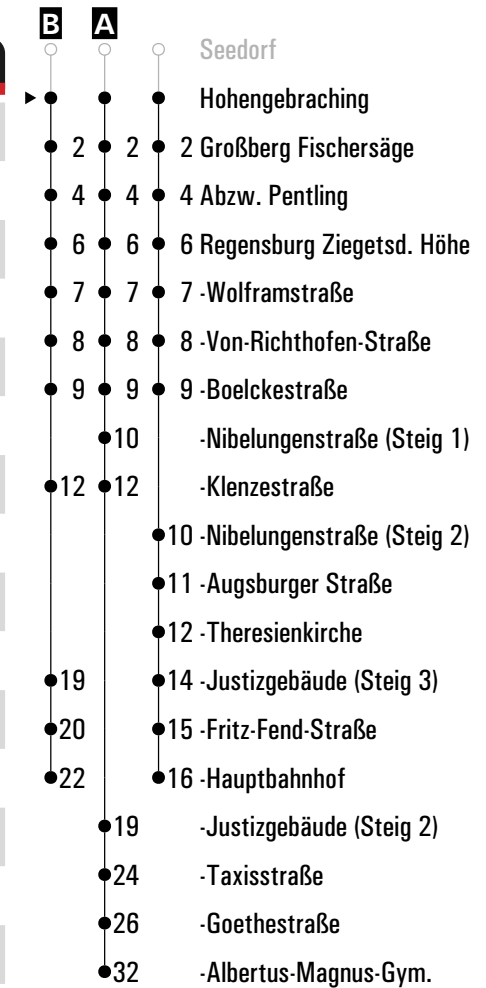 B A
Seedorf
Hohengebraching
2 2 2 Großberg Fischersäge
4 4 4 Abzw. Pentling
6 6 6 Regensburg Ziegetsd. Höhe
7 7 7 -Wolframstraße
8 8 8 -Von-Richthofen-Straße
9 9 9 -Boelckestraße
10 -Nibelungenstraße (Steig 1)
12 12 -Klenzestraße
10 -Nibelungenstraße (Steig 2)
11 -Augsburger Straße
12 -Theresienkirche
19 14 -Justizgebäude (Steig 3)
20 15 -Fritz-Fend-Straße
22 16 -Hauptbahnhof
19 -Justizgebäude (Steig 2)
24 -Taxisstraße
26 -Goethestraße
32 -Albertus-Magnus-Gym.